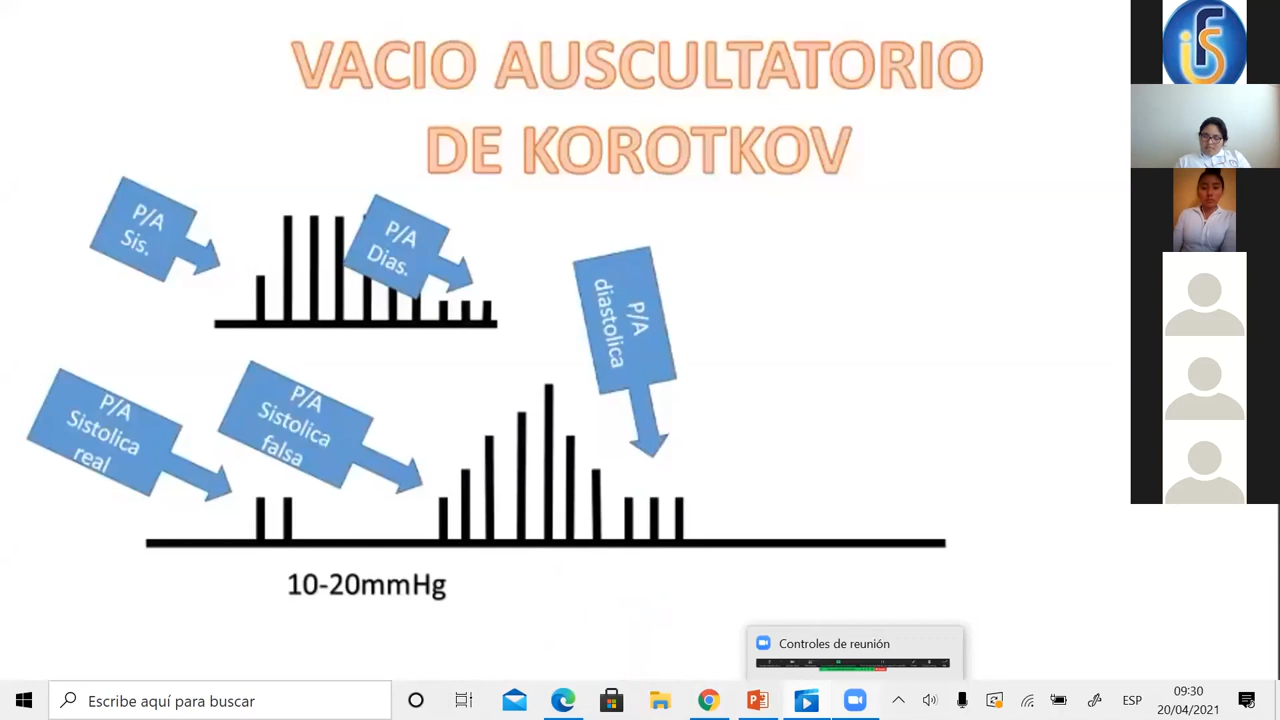 VACIO AUSCULTATORIO
DE KOROTKOV
P/A
Sis.
P/A
Dias.
P/A
diastolica
P/A
Sistolica
real
P/A
Sistolica
falsa
10-20mmHg
Controles de reunión
Escribe aquí para buscar
ESP
09:30
20/04/2021